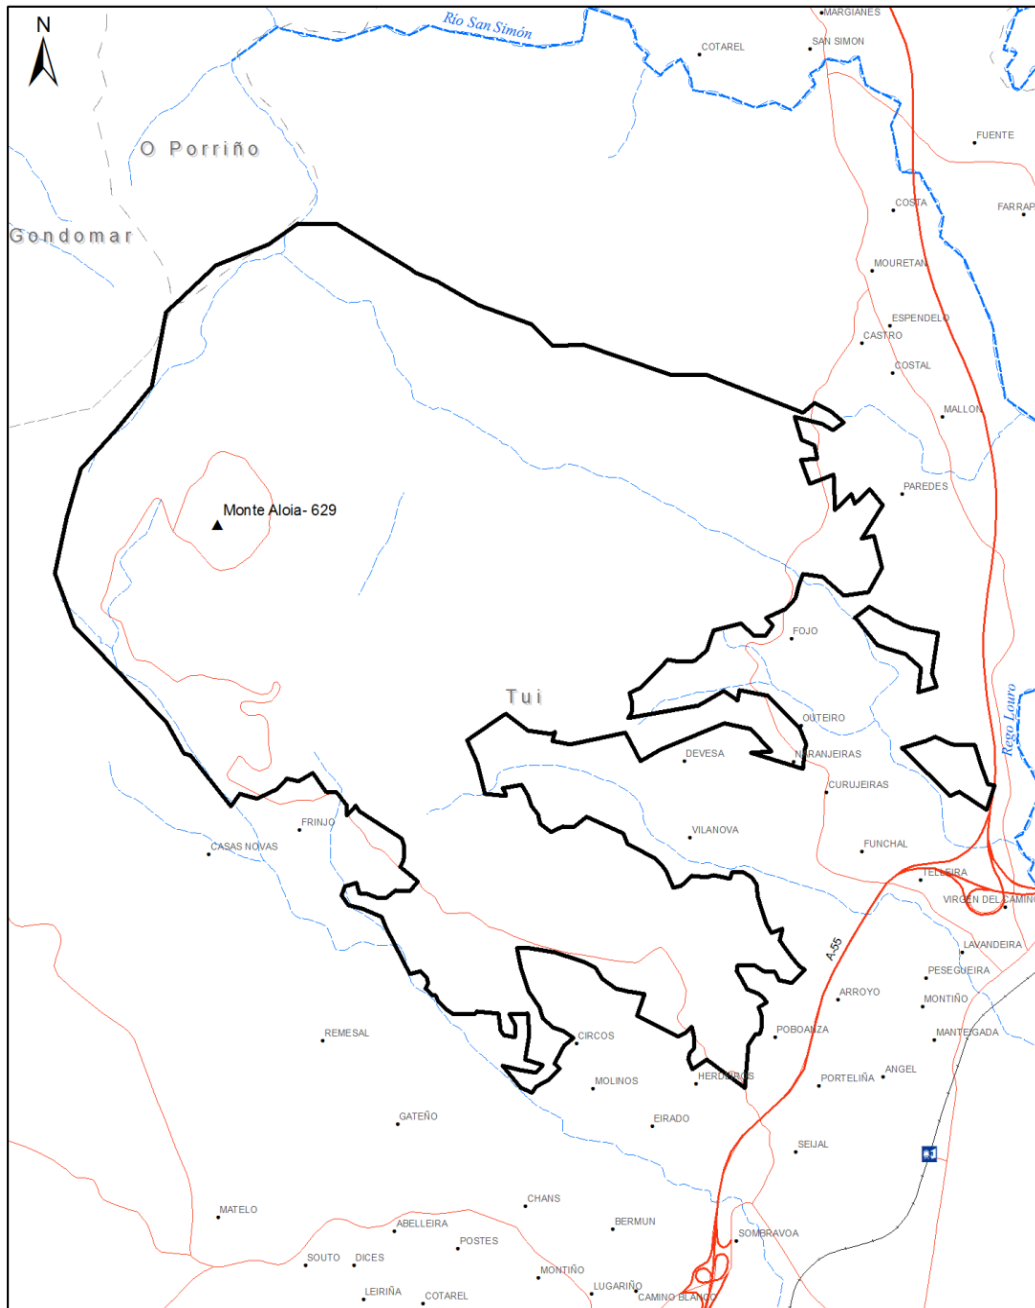 MARGIANES
N
Río San Simón
COTAREL
SAN SIMON
FUENTE
O Porriño
COSTA
FARRAP
Gondomar
MOURETAN
ESPENDELO
CASTRO
COSTAL
MALLON
PAREDES
Monte Aloia- 629
FOJO
Tui
Rego Louro
OUTEIRO
DEVESA
NARANJEIRAS
CURUJEIRAS
FRINJO
VILANOVA
CASAS NOVAS
FUNCHAL
TELLEIRA
VIRGEN DEL CAMINO
A-55
LAVANDEIRA
PESEGUEIRA
ARROYO
MONTIÑO
REMESAL
CIRCOS
POBOANZA
MANTEIGADA
MOLINOS
HERDEIROS
PORTELIÑA
ANGEL
GATEÑO
EIRADO
SEIJAL
MATELO
CHANS
ABELLEIRA
BERMUN
SOMBRAVOA
POSTES
SOUTO
DICES
MONTIÑO
LEIRIÑA
COTAREL
LUGARIÑO
CAMINO BLANCO